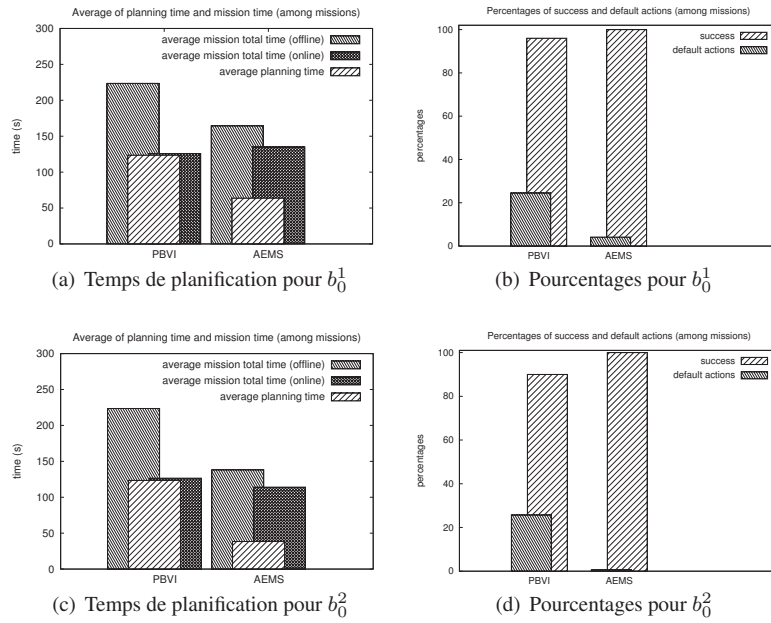 Average of planning time and mission time (among missions)
300
250
200
150
100
50
0
time (s)
average mission total time (offline)
average mission total time (online)
average planning time
PBVI
AEMS
(a) Temps de planification pour b_0^1
Percentages of success and default actions (among missions)
100
80
60
40
20
0
percentages
success
default actions
PBVI
AEMS
(b) Pourcentages pour b_0^1
Average of planning time and mission time (among missions)
300
250
200
150
100
50
0
time (s)
average mission total time (offline)
average mission total time (online)
average planning time
PBVI
AEMS
(c) Temps de planification pour b_0^2
Percentages of success and default actions (among missions)
100
80
60
40
20
0
percentages
success
default actions
PBVI
AEMS
(d) Pourcentages pour b_0^2